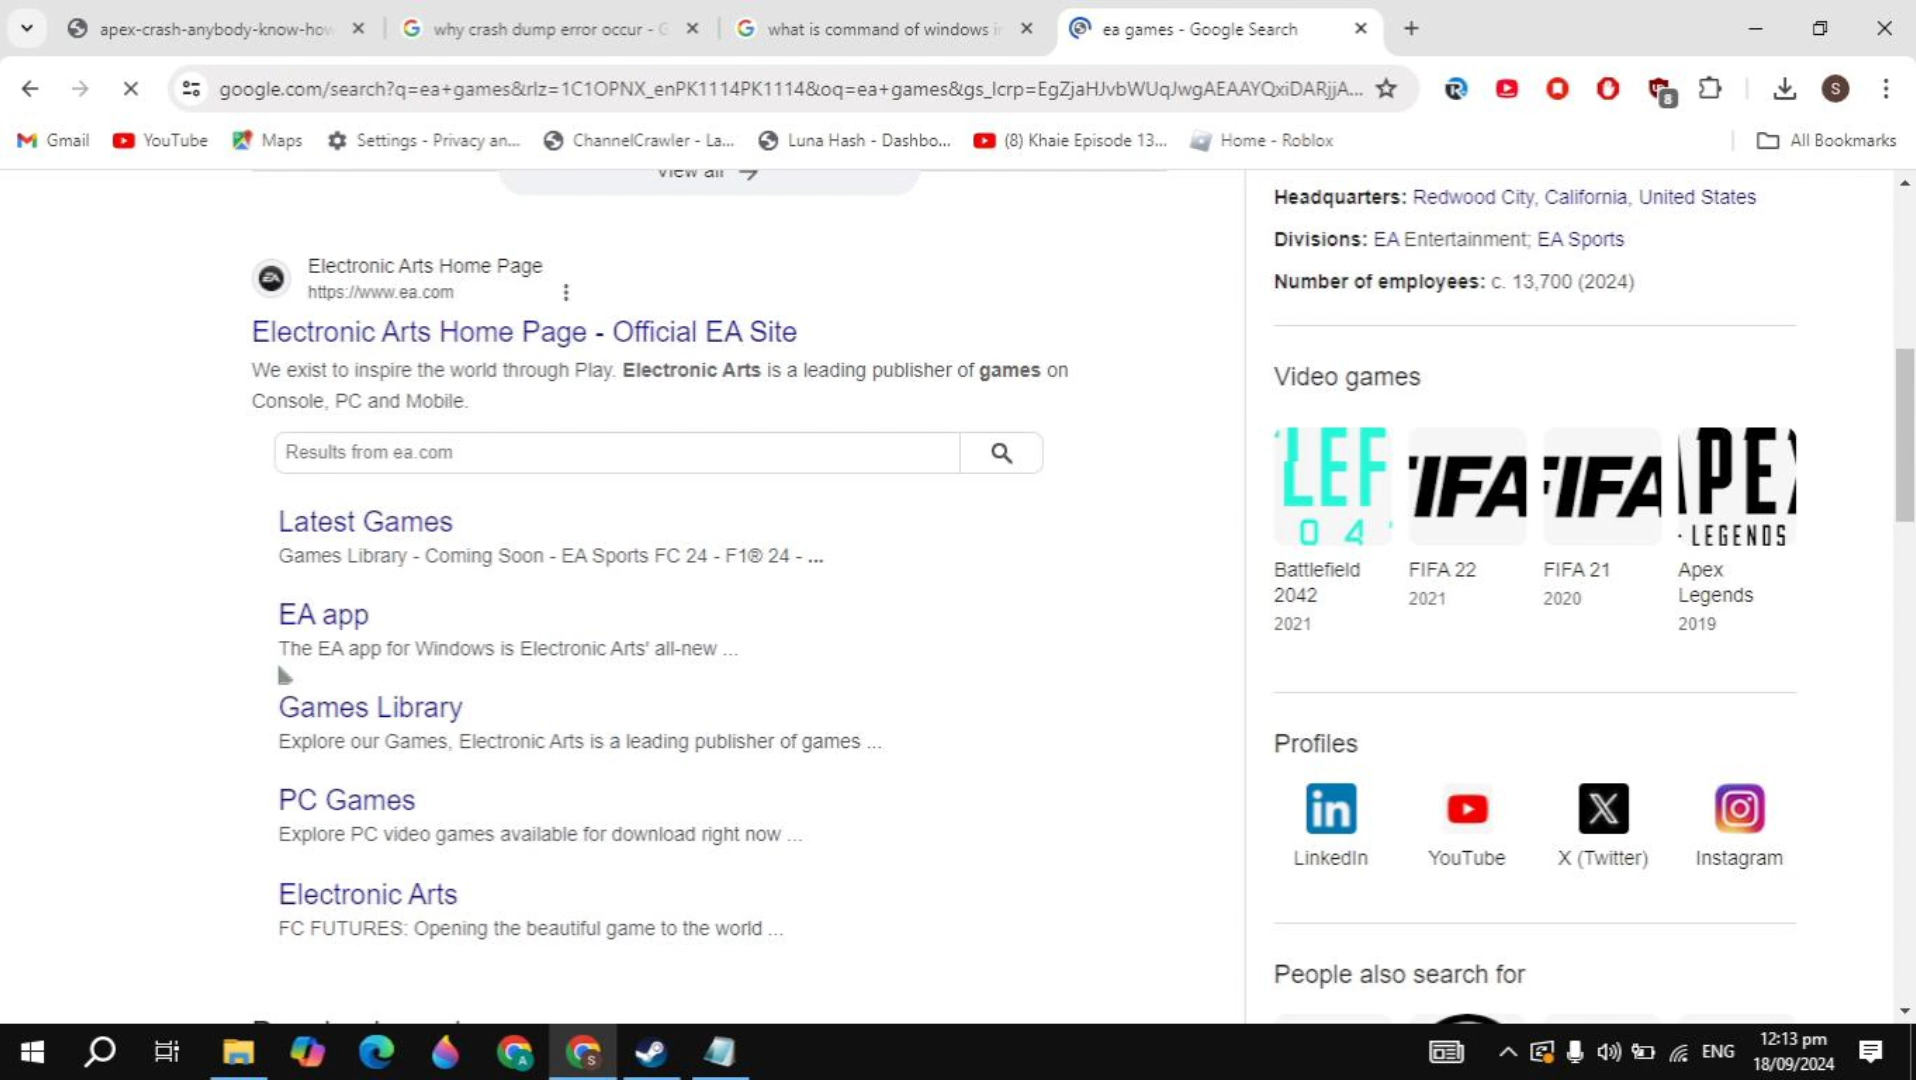 apex-crash-anybody-know-how
why crash dump error occur - G
what is command of windows in
ea games - Google Search
google.com/search?q=ea+games&rlz=1C1OPNX_enPK1114PK1114&oq=ea+games&gs_lcrp=EgZjaHJvbWUqJwgAEAAYQxiDARjjA...
8
S
Gmail
YouTube
Maps
Settings - Privacy an...
ChannelCrawler - La...
Luna Hash - Dashbo...
(8) Khaie Episode 13...
Home - Roblox
All Bookmarks
View all
Electronic Arts Home Page
https://www.ea.com
Electronic Arts Home Page - Official EA Site
We exist to inspire the world through Play. Electronic Arts is a leading publisher of games on
Console, PC and Mobile.
Results from ea.com
Latest Games
Games Library - Coming Soon - EA Sports FC 24 - F1® 24 - ...
EA app
The EA app for Windows is Electronic Arts' all-new ...
Games Library
Explore our Games, Electronic Arts is a leading publisher of games ...
PC Games
Explore PC video games available for download right now ...
Electronic Arts
FC FUTURES: Opening the beautiful game to the world ...
Headquarters: Redwood City, California, United States
Divisions: EA Entertainment; EA Sports
Number of employees: c. 13,700 (2024)
Video games
LEF
04
FIFA
FIFA
APEX
LEGENDS
Battlefield
2042
2021
FIFA 22
2021
FIFA 21
2020
Apex
Legends
2019
Profiles
LinkedIn
YouTube
X (Twitter)
Instagram
People also search for
ENG
12:13 pm
18/09/2024